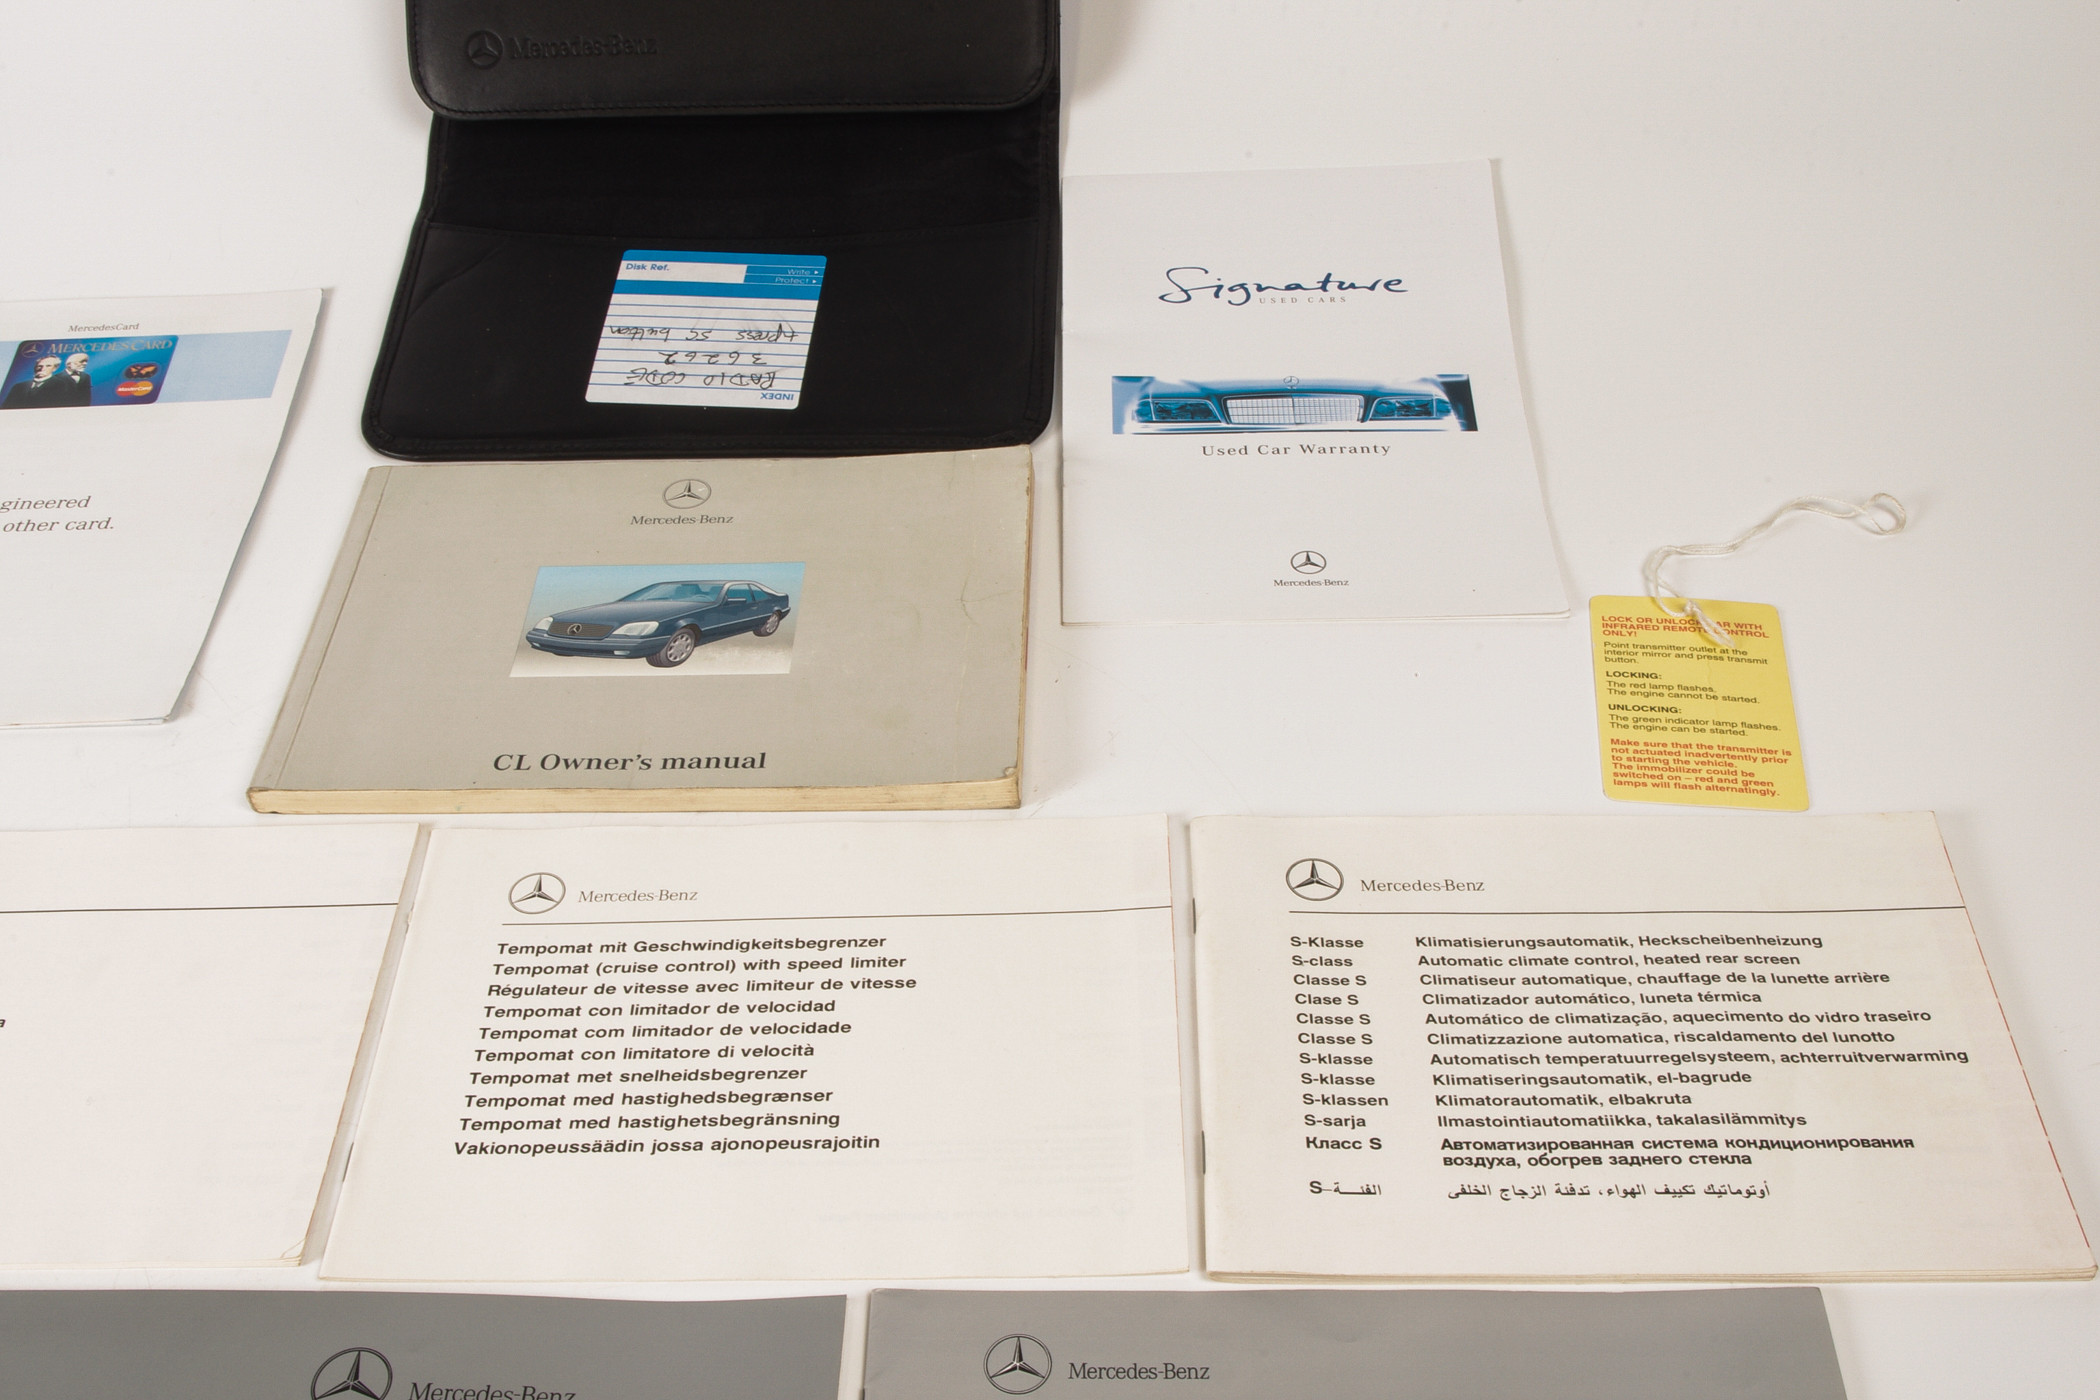 Mercedes-Benz
Disk Ref.
Write
Protect
INDEX
RADIO CODE
36262
press SC button
MercedesCard
MERCEDES CARD
MasterCard
gineered
other card.
Signature
USED CARS
Used Car Warranty
Mercedes-Benz
Mercedes-Benz
CL Owner's manual
LOCK OR UNLOCK CAR WITH
INFRARED REMOTE CONTROL
ONLY!
Point transmitter outlet at the
interior mirror and press transmit
button.
LOCKING:
The red lamp flashes.
The engine cannot be started.
UNLOCKING:
The green indicator lamp flashes.
The engine can be started.
Make sure that the transmitter is
not actuated inadvertently prior
to starting the vehicle.
The immobilizer could be
switched on – red and green
lamps will flash alternatingly.
Mercedes-Benz
Tempomat mit Geschwindigkeitsbegrenzer
Tempomat (cruise control) with speed limiter
Régulateur de vitesse avec limiteur de vitesse
Tempomat con limitador de velocidad
Tempomat com limitador de velocidade
Tempomat con limitatore di velocità
Tempomat met snelheidsbegrenzer
Tempomat med hastighedsbegrænser
Tempomat med hastighetsbegränsning
Vakionopeussäädin jossa ajonopeusrajoitin
Mercedes-Benz
S-Klasse Klimatisierungsautomatik, Heckscheibenheizung
S-class Automatic climate control, heated rear screen
Classe S Climatiseur automatique, chauffage de la lunette arrière
Clase S Climatizador automático, luneta térmica
Classe S Automático de climatização, aquecimento do vidro traseiro
Classe S Climatizzazione automatica, riscaldamento del lunotto
S-klasse Automatisch temperatuurregelsysteem, achterruitverwarming
S-klasse Klimatiseringsautomatik, el-bagrude
S-klassen Klimatorautomatik, elbakruta
S-sarja Ilmastointiautomatiikka, takalasilämmitys
Класс S Автоматизированная система кондиционирования
воздуха, обогрев заднего стекла
الفئـــة–S أوتوماتيك تكييف الهواء، تدفئة الزجاج الخلفى
Mercedes-Benz
Mercedes-Benz